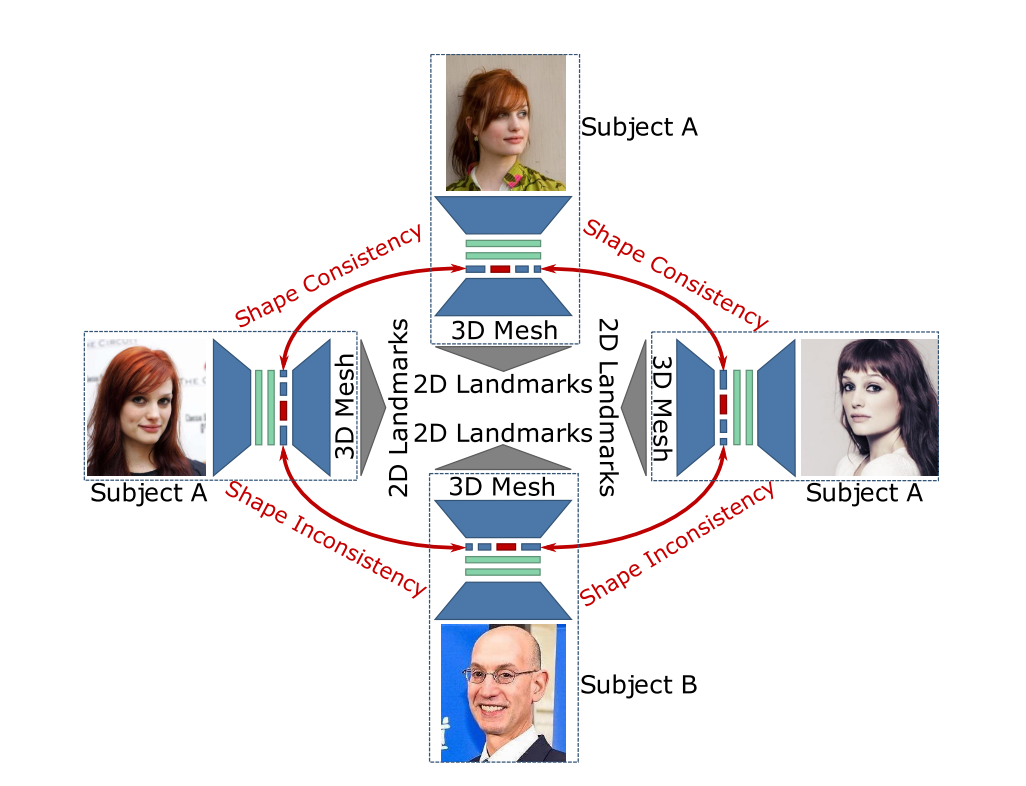 Subject A
Shape Consistency
Shape Consistency
3D Mesh
2D Landmarks
2D Landmarks
2D Landmarks
2D Landmarks
3D Mesh
3D Mesh
Subject A
Subject A
3D Mesh
Shape Inconsistency
Shape Inconsistency
Subject B